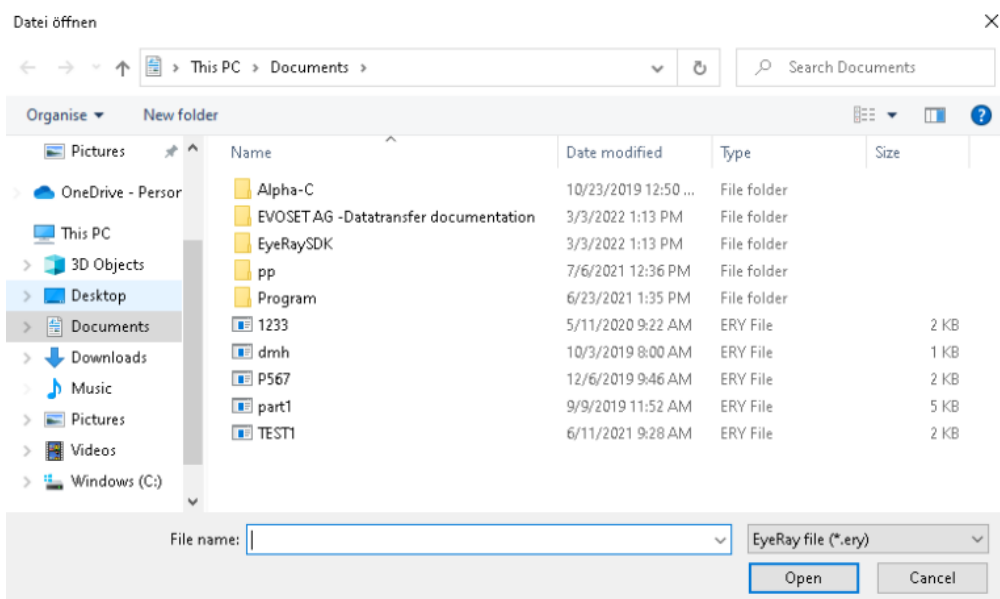 Datei öffnen
This PC > Documents >
Search Documents
Organise
New folder
Pictures
OneDrive - Person
This PC
3D Objects
Desktop
Documents
Downloads
Music
Pictures
Videos
Windows (C:)
Name Date modified Type Size
Alpha-C 10/23/2019 12:50 ... File folder
EVOSET AG -Datatransfer documentation 3/3/2022 1:13 PM File folder
EyeRaySDK 3/3/2022 1:13 PM File folder
pp 7/6/2021 12:36 PM File folder
Program 6/23/2021 1:35 PM File folder
1233 5/11/2020 9:22 AM ERY File 2 KB
dmh 10/3/2019 8:00 AM ERY File 1 KB
P567 12/6/2019 9:46 AM ERY File 2 KB
part1 9/9/2019 11:52 AM ERY File 5 KB
TEST1 6/11/2021 9:28 AM ERY File 2 KB
File name:
EyeRay file (*.ery)
Open
Cancel